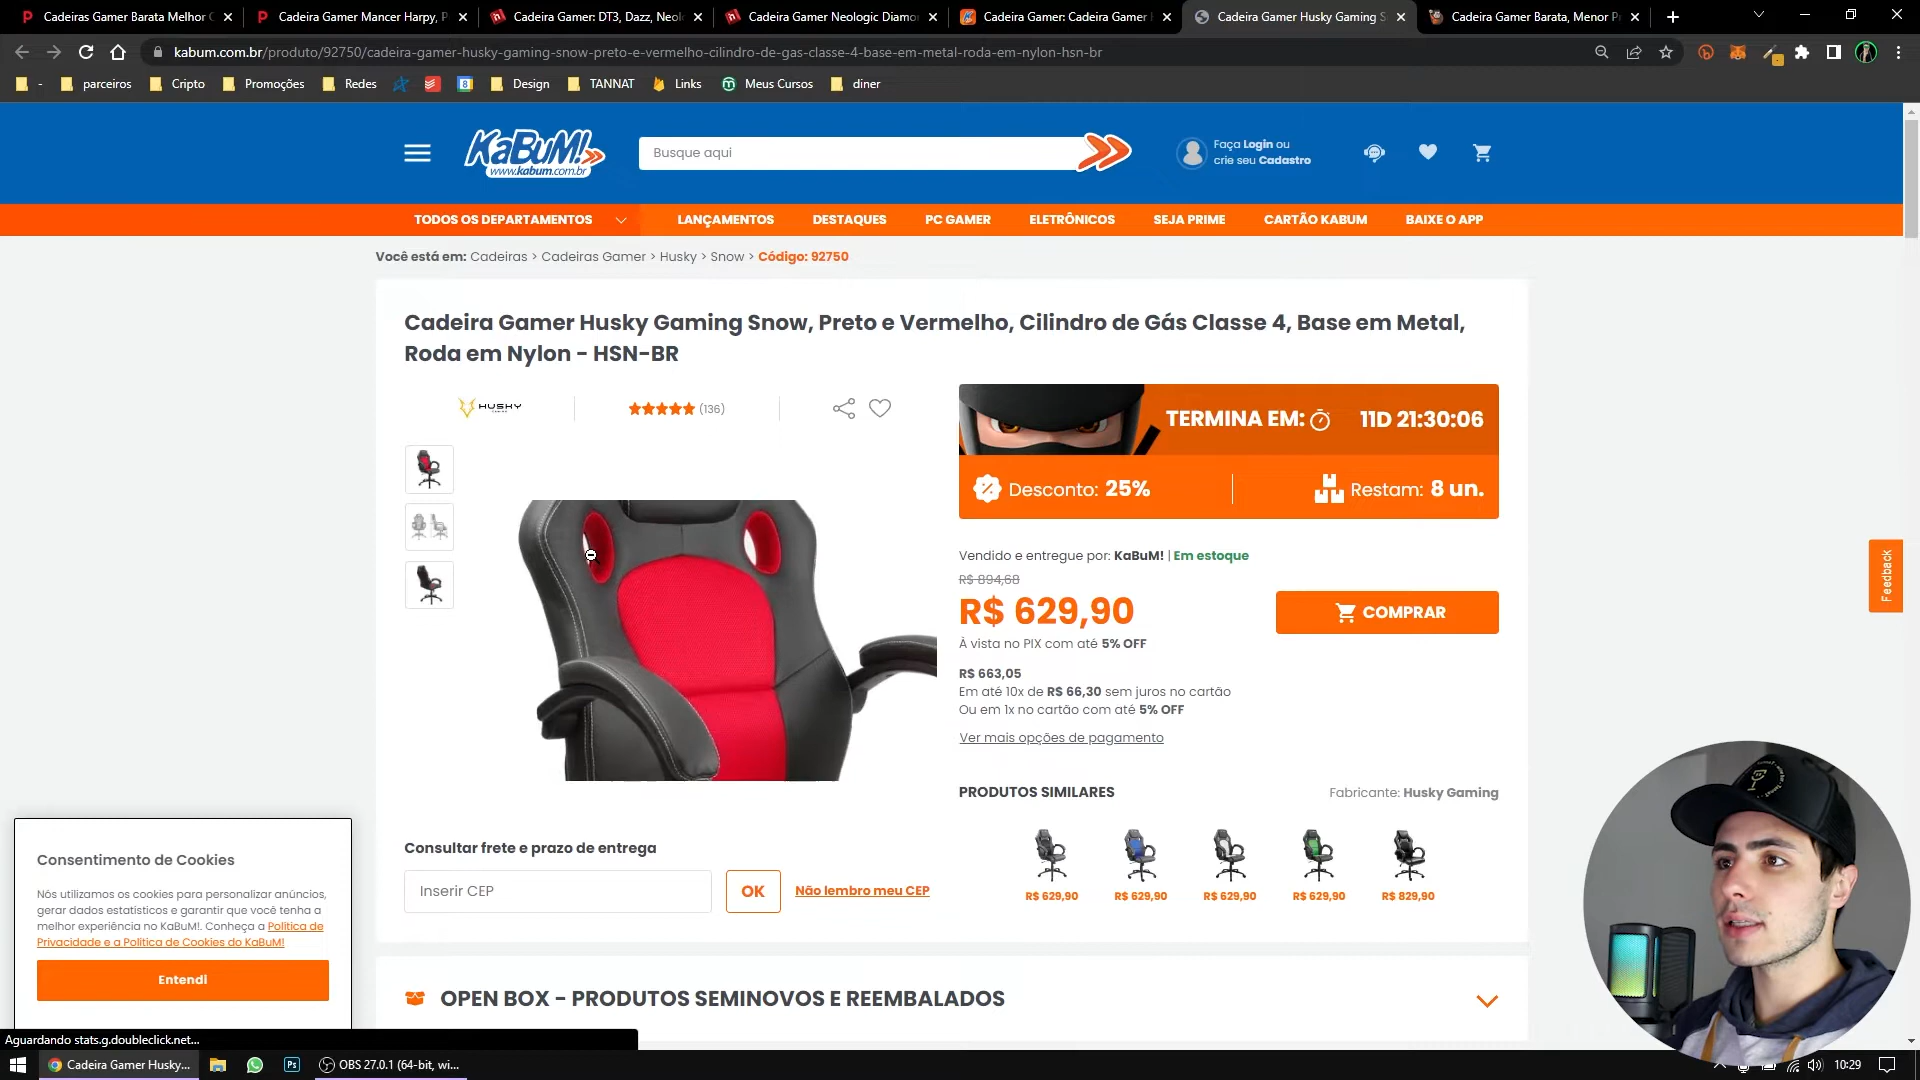 Cadeiras Gamer Barata Melhor C
Cadeira Gamer Mancer Harpy, P
Cadeira Gamer: DT3, Dazz, Neol
Cadeira Gamer Neologic Diamo
Cadeira Gamer: Cadeira Gamer
Cadeira Gamer Husky Gaming S
Cadeira Gamer Barata, Menor P
kabum.com.br/produto/92750/cadeira-gamer-husky-gaming-snow-preto-e-vermelho-cilindro-de-gas-classe-4-base-em-metal-roda-em-nylon-hsn-br
-
parceiros
Cripto
Promoções
Redes
8
Design
TANNAT
Links
Meus Cursos
diner
KaBuM!
www.kabum.com.br
Busque aqui
Faça Login ou
crie seu Cadastro
TODOS OS DEPARTAMENTOS
LANÇAMENTOS
DESTAQUES
PC GAMER
ELETRÔNICOS
SEJA PRIME
CARTÃO KABUM
BAIXE O APP
Você está em: Cadeiras > Cadeiras Gamer > Husky > Snow > Código: 92750
Cadeira Gamer Husky Gaming Snow, Preto e Vermelho, Cilindro de Gás Classe 4, Base em Metal,
Roda em Nylon - HSN-BR
HUSKY
(136)
TERMINA EM:
11D 21:30:06
Desconto: 25%
Restam: 8 un.
Vendido e entregue por: KaBuM! | Em estoque
R$ 894,68
R$ 629,90
COMPRAR
À vista no PIX com até 5% OFF
R$ 663,05
Em até 10x de R$ 66,30 sem juros no cartão
Ou em 1x no cartão com até 5% OFF
Ver mais opções de pagamento
Feedback
PRODUTOS SIMILARES
Fabricante: Husky Gaming
R$ 629,90
R$ 629,90
R$ 629,90
R$ 629,90
R$ 829,90
Consultar frete e prazo de entrega
Inserir CEP
OK
Não lembro meu CEP
Consentimento de Cookies
Nós utilizamos os cookies para personalizar anúncios,
gerar dados estatísticos e garantir que você tenha a
melhor experiência no KaBuM!. Conheça a Política de
Privacidade e a Política de Cookies do KaBuM!
Entendi
OPEN BOX - PRODUTOS SEMINOVOS E REEMBALADOS
Aguardando stats.g.doubleclick.net...
Cadeira Gamer Husky...
Ps
OBS 27.0.1 (64-bit, wi...
10:29